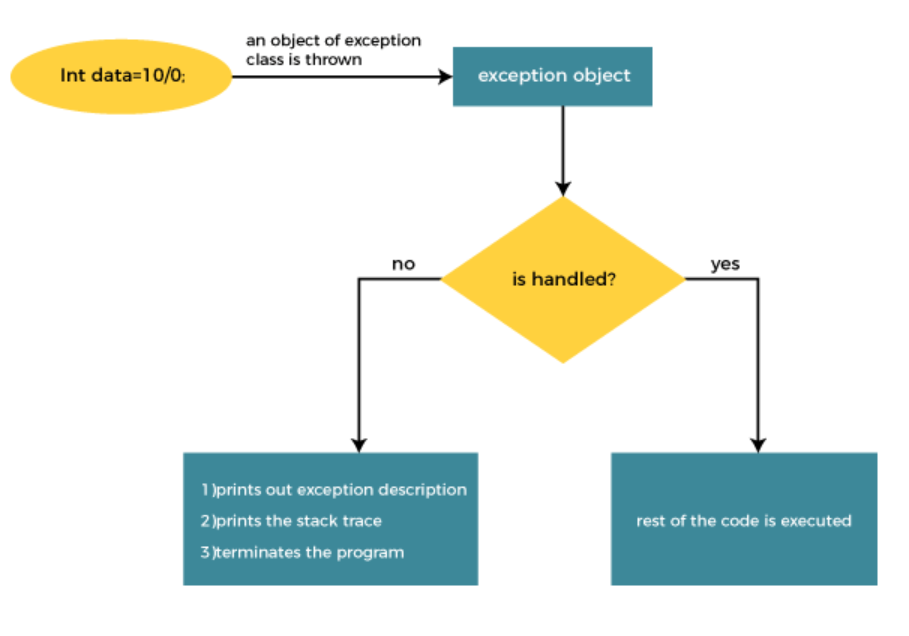 an object of exception
class is thrown
Int data=10/0;
exception object
no
yes
is handled?
1)prints out exception description
2)prints the stack trace
3)terminates the program
rest of the code is executed